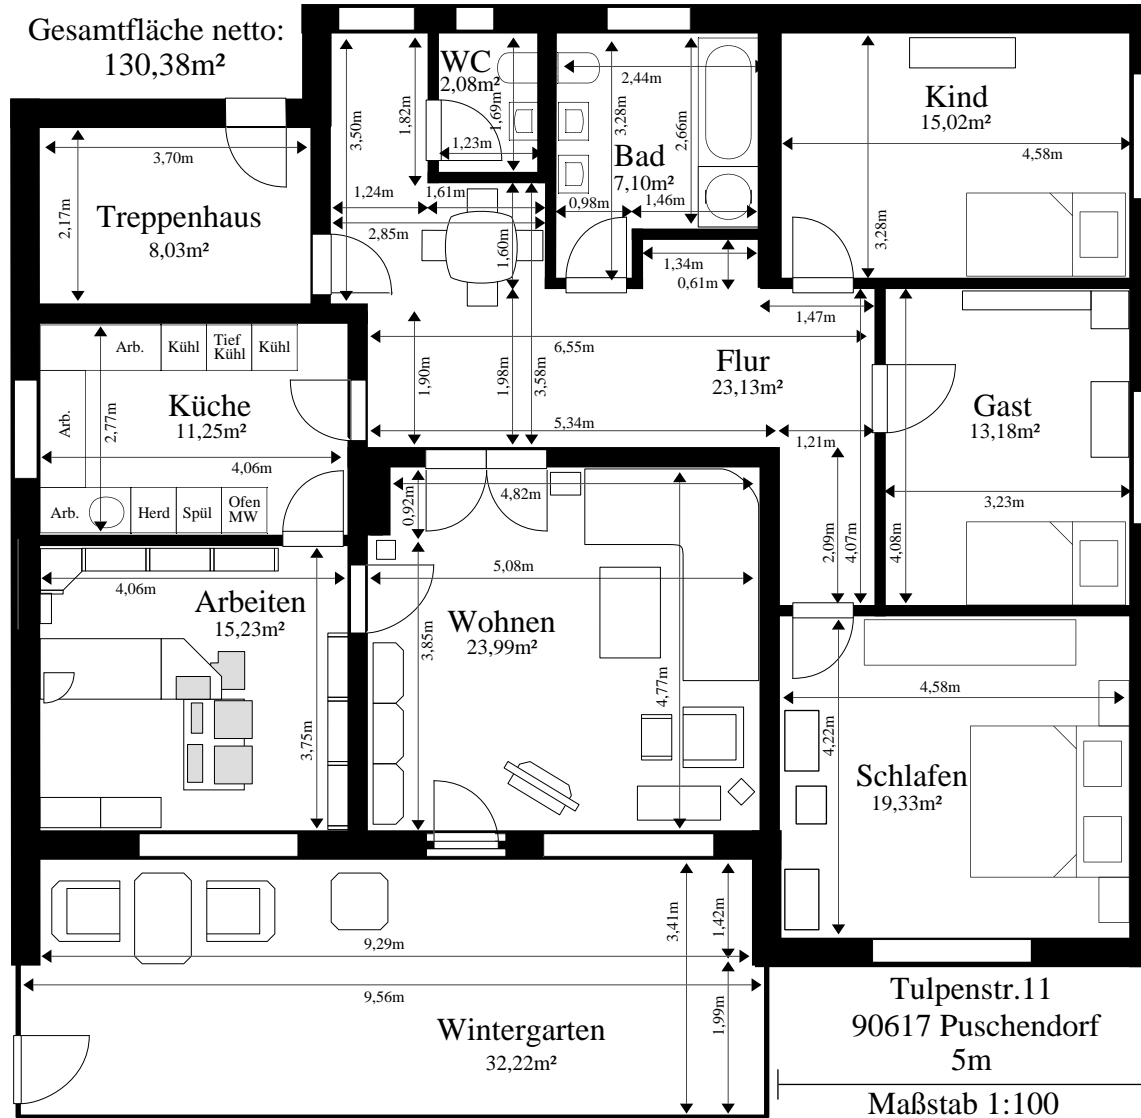 Gesamtfläche netto:
130,38m²
WC
2,08m²
1,69m
1,23m
1,82m
3,50m
1,24m
1,61m
2,85m
1,60m
2,44m
3,28m
2,66m
Bad
7,10m²
0,98m
1,46m
1,34m
0,61m
Kind
15,02m²
4,58m
3,28m
3,70m
2,17m
Treppenhaus
8,03m²
1,47m
6,55m
Flur
23,13m²
1,90m
1,98m
3,58m
5,34m
1,21m
2,09m
4,07m
Arb.
Kühl
Tief
Kühl
Kühl
Arb.
2,77m
Küche
11,25m²
4,06m
Arb.
Herd
Spül
Ofen
MW
Gast
13,18m²
3,23m
4,08m
0,92m
4,82m
5,08m
Wohnen
23,99m²
3,85m
4,77m
4,06m
Arbeiten
15,23m²
3,75m
4,58m
4,22m
Schlafen
19,33m²
3,41m
1,42m
9,29m
9,56m
1,99m
Wintergarten
32,22m²
Tulpenstr.11
90617 Puschendorf
5m
Maßstab 1:100